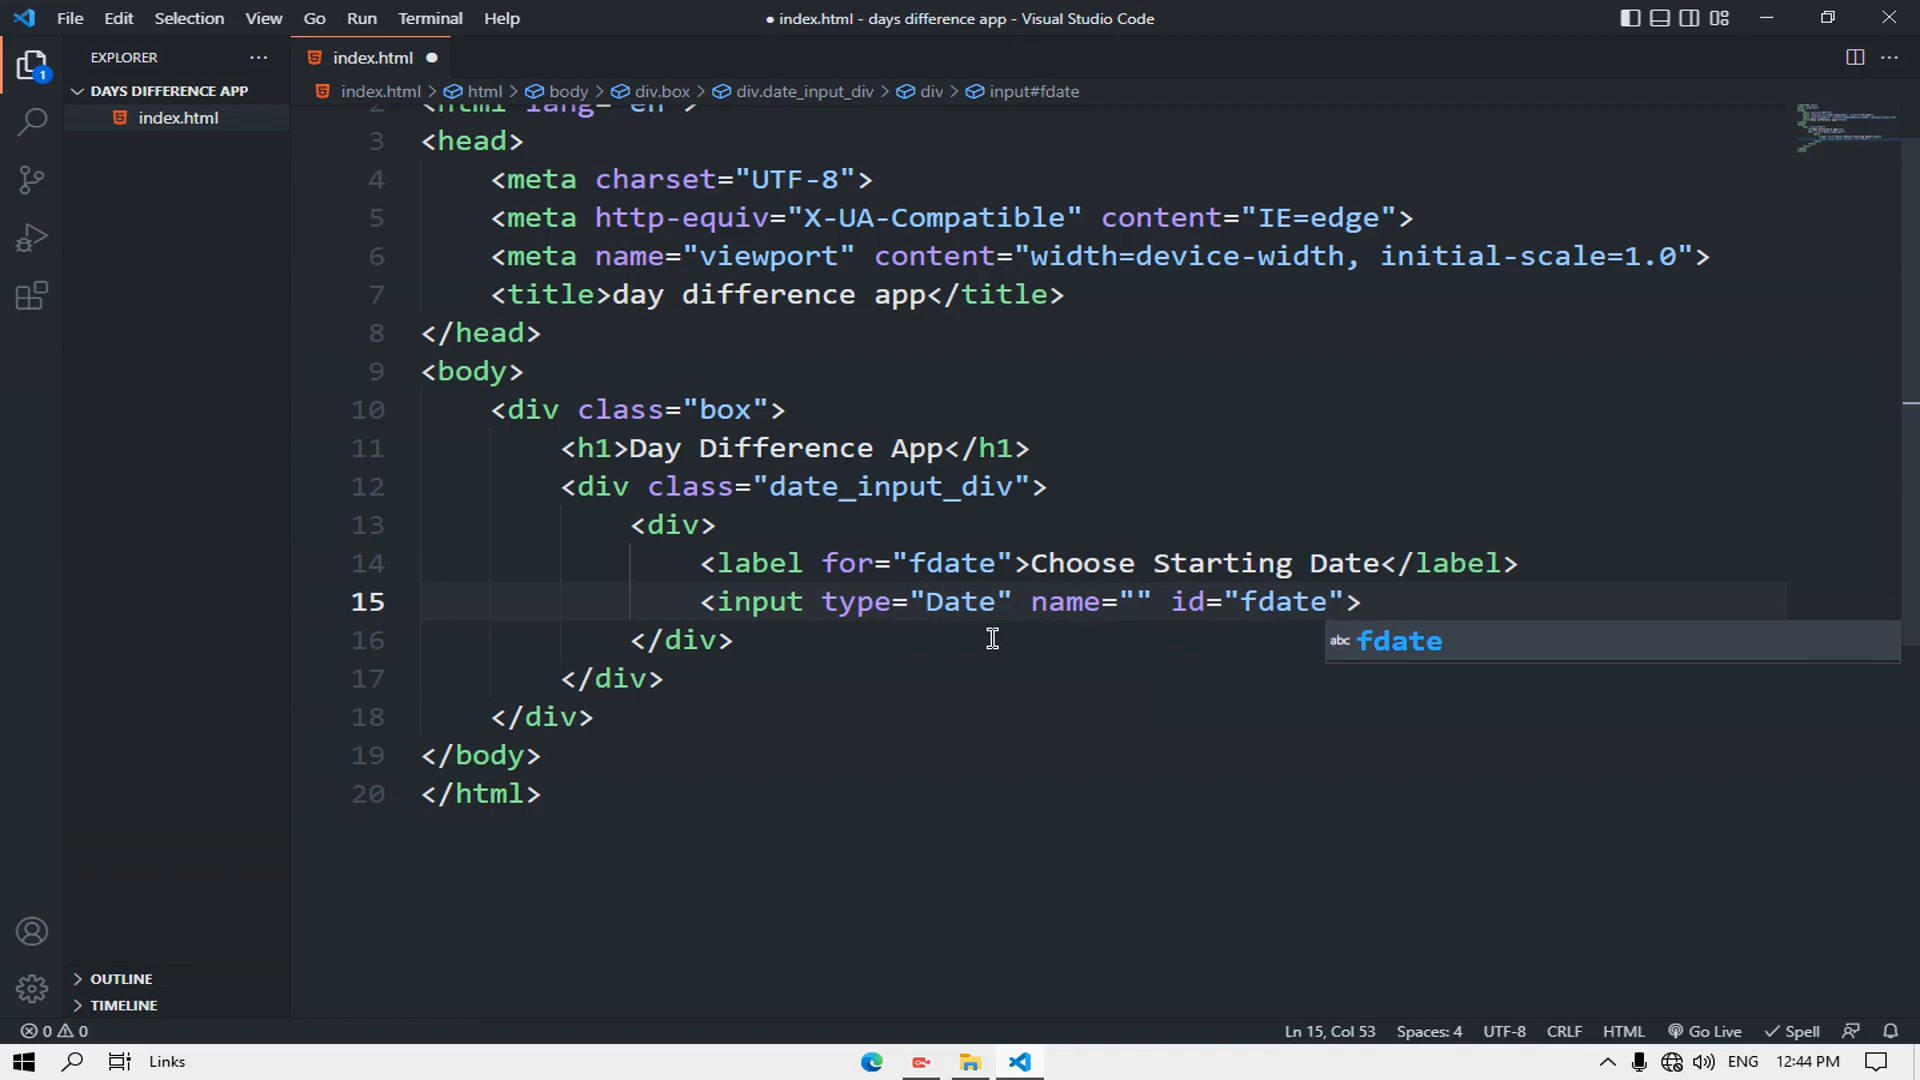 File Edit Selection View Go Run Terminal Help
● index.html - days difference app - Visual Studio Code
EXPLORER
index.html
1
DAYS DIFFERENCE APP
index.html > html > body > div.box > div.date_input_div > div > input#fdate
index.html
2 <html lang="en">
3 <head>
4 <meta charset="UTF-8">
5 <meta http-equiv="X-UA-Compatible" content="IE=edge">
6 <meta name="viewport" content="width=device-width, initial-scale=1.0">
7 <title>day difference app</title>
8 </head>
9 <body>
10 <div class="box">
11 <h1>Day Difference App</h1>
12 <div class="date_input_div">
13 <div>
14 <label for="fdate">Choose Starting Date</label>
15 <input type="Date" name="" id="fdate">
16 </div>
abc fdate
17 </div>
18 </div>
19 </body>
20 </html>
OUTLINE
TIMELINE
0 0
Ln 15, Col 53 Spaces: 4 UTF-8 CRLF HTML Go Live Spell
Links
ENG 12:44 PM